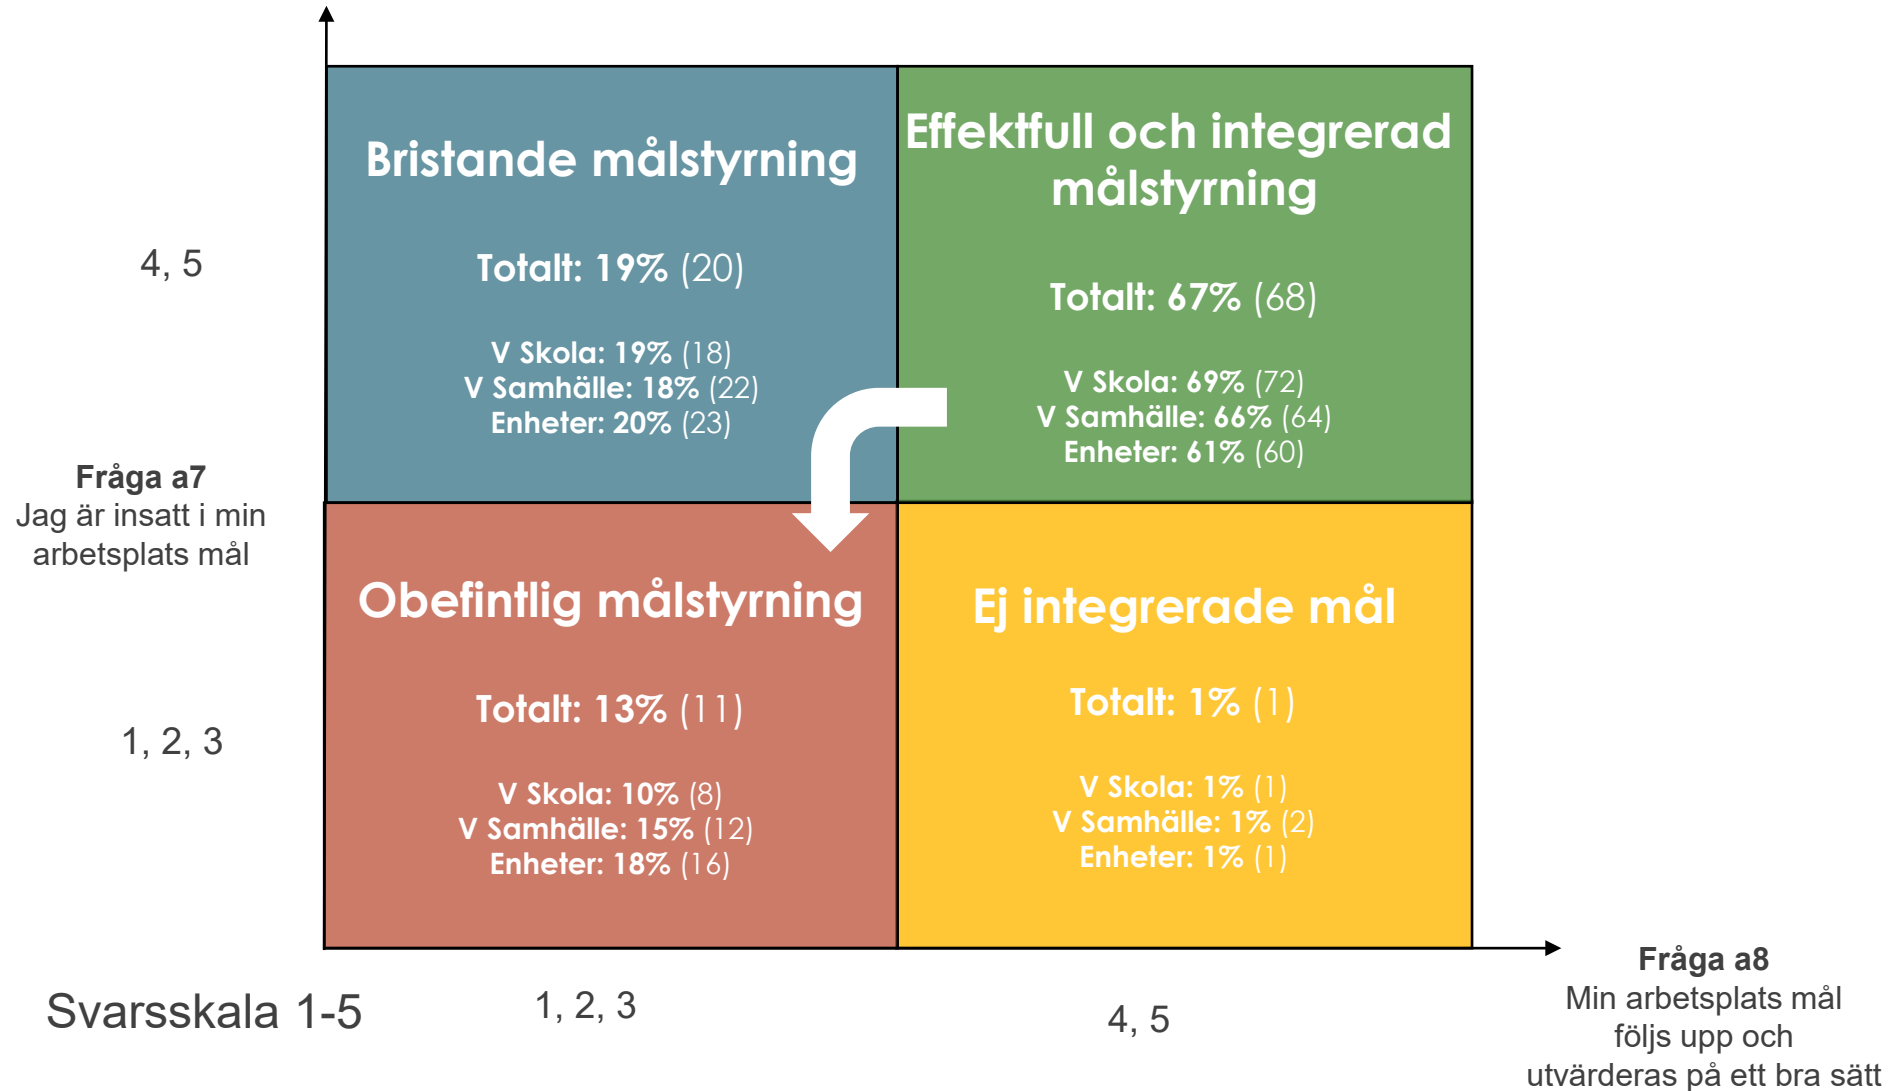 Bristande målstyrning
Totalt: 19% (20)
V Skola: 19% (18)
V Samhälle: 18% (22)
Enheter: 20% (23)
Effektfull och integrerad
målstyrning
Totalt: 67% (68)
V Skola: 69% (72)
V Samhälle: 66% (64)
Enheter: 61% (60)
4, 5
Fråga a7
Jag är insatt i min
arbetsplats mål
1, 2, 3
Obefintlig målstyrning
Totalt: 13% (11)
V Skola: 10% (8)
V Samhälle: 15% (12)
Enheter: 18% (16)
Ej integrerade mål
Totalt: 1% (1)
V Skola: 1% (1)
V Samhälle: 1% (2)
Enheter: 1% (1)
Svarsskala 1-5
1, 2, 3
4, 5
Fråga a8
Min arbetsplats mål
följs upp och
utvärderas på ett bra sätt